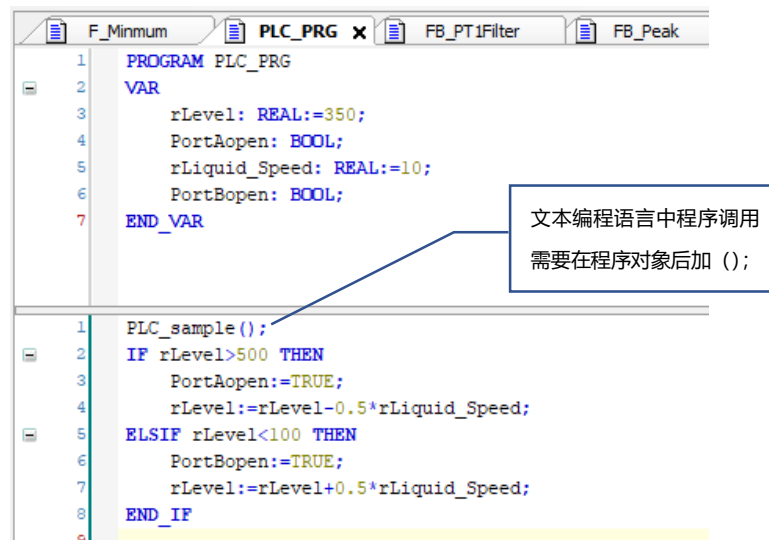 F_Minmum PLC_PRG FB_PT1Filter FB_Peak
1 PROGRAM PLC_PRG
2 VAR
3 rLevel: REAL:=350;
4 PortAopen: BOOL;
5 rLiquid_Speed: REAL:=10;
6 PortBopen: BOOL;
7 END_VAR
文本编程语言中程序调用
需要在程序对象后加（）；
1 PLC_sample();
2 IF rLevel>500 THEN
3 PortAopen:=TRUE;
4 rLevel:=rLevel-0.5*rLiquid_Speed;
5 ELSIF rLevel<100 THEN
6 PortBopen:=TRUE;
7 rLevel:=rLevel+0.5*rLiquid_Speed;
8 END_IF
9